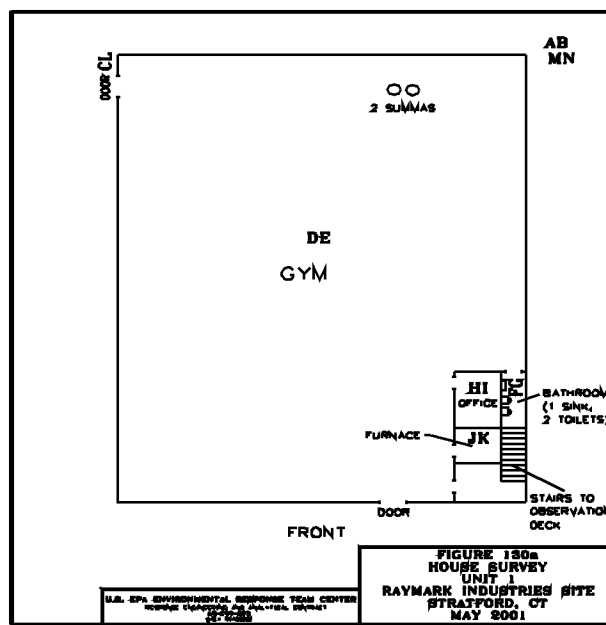 AB
MN
DOOR CL
2 SUMMAS
DE
GYM
HI
OFFICE
FG
BATHROOM
(1 SINK,
2 TOILETS)
FURNACE
JK
STAIRS TO
OBSERVATION
DECK
DOOR
FRONT
FIGURE 130a
HOUSE SURVEY
UNIT 1
RAYMARK INDUSTRIES SITE
STRATFORD, CT
MAY 2001
U.S. EPA ENVIRONMENTAL RESPONSE TEAM CENTER